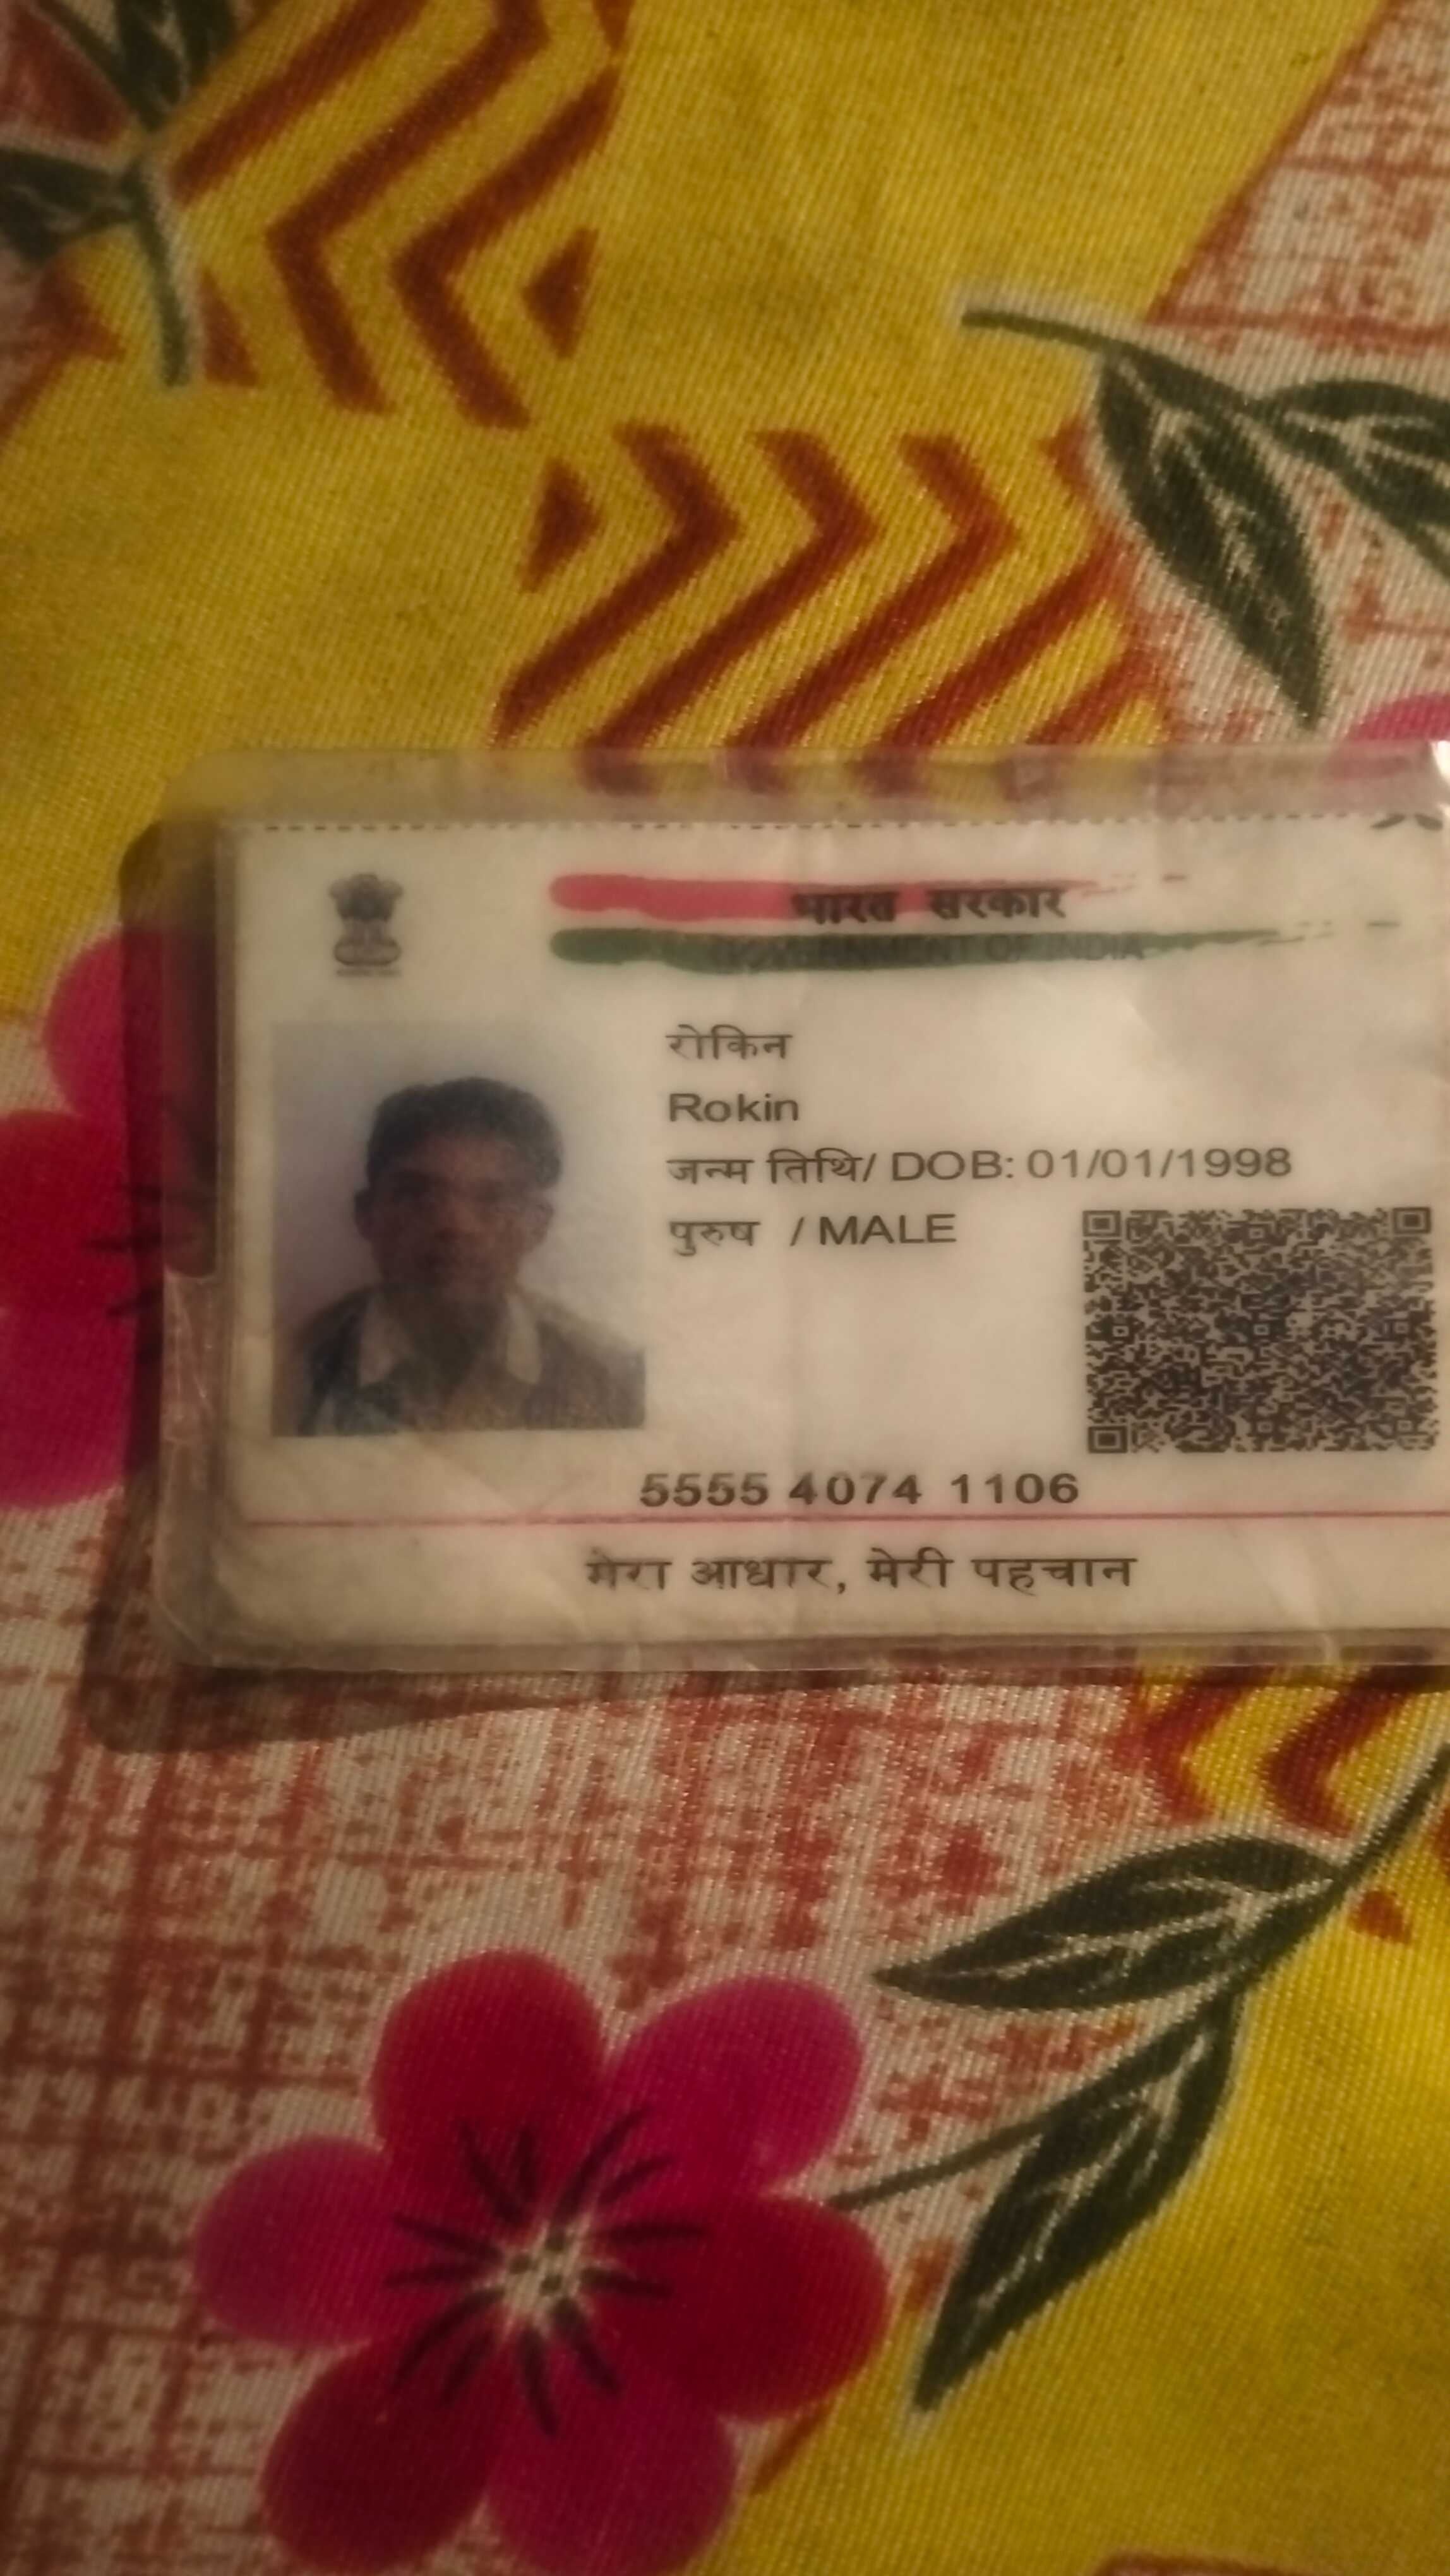 भारत सरकार
GOVERNMENT OF INDIA
रोकिन
Rokin
जन्म तिथि/ DOB: 01/01/1998
पुरुष / MALE
5555 4074 1106
मेरा आधार, मेरी पहचान